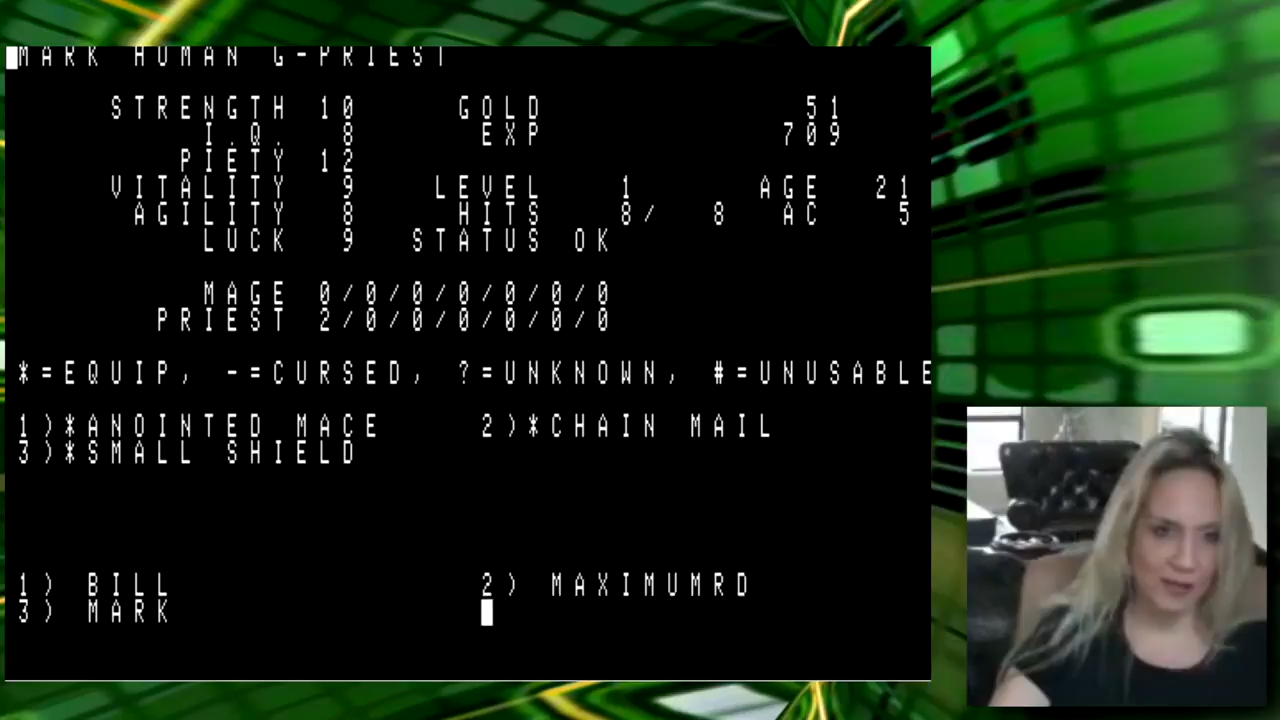 MARK HUMAN G-PRIEST
STRENGTH 10 GOLD 51
I.Q. 8 EXP 709
PIETY 12
VITALITY 9 LEVEL 1 AGE 21
AGILITY 8 HITS 8/ 8 AC 5
LUCK 9 STATUS OK
MAGE 0/0/0/0/0/0/0
PRIEST 2/0/0/0/0/0/0
*=EQUIP, -=CURSED, ?=UNKNOWN, #=UNUSABLE
1)*ANOINTED MACE 2)*CHAIN MAIL
3)*SMALL SHIELD
1) BILL 2) MAXIMUMRD
3) MARK